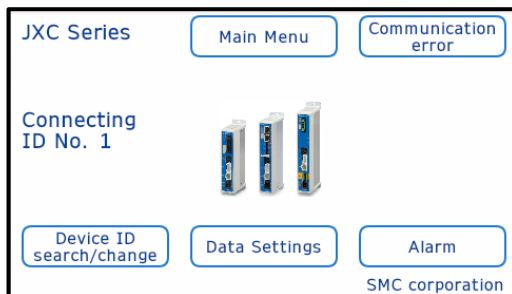 JXC Series
Main Menu
Communication
error
Connecting
ID No. 1
Device ID
search/change
Data Settings
Alarm
SMC corporation